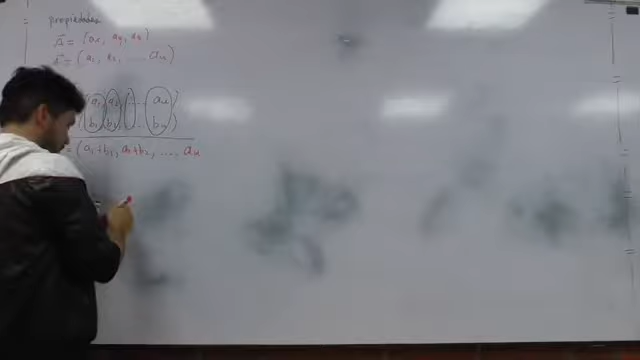 propiedades
A = (a₁, a₂, a₃)
A = (a₁, a₂, .... aₙ)
(a₁, a₂, ... aₙ)
b₁, b₂, ... bₙ)
= (a₁+b₁, a₂+b₂, ...., aₙ